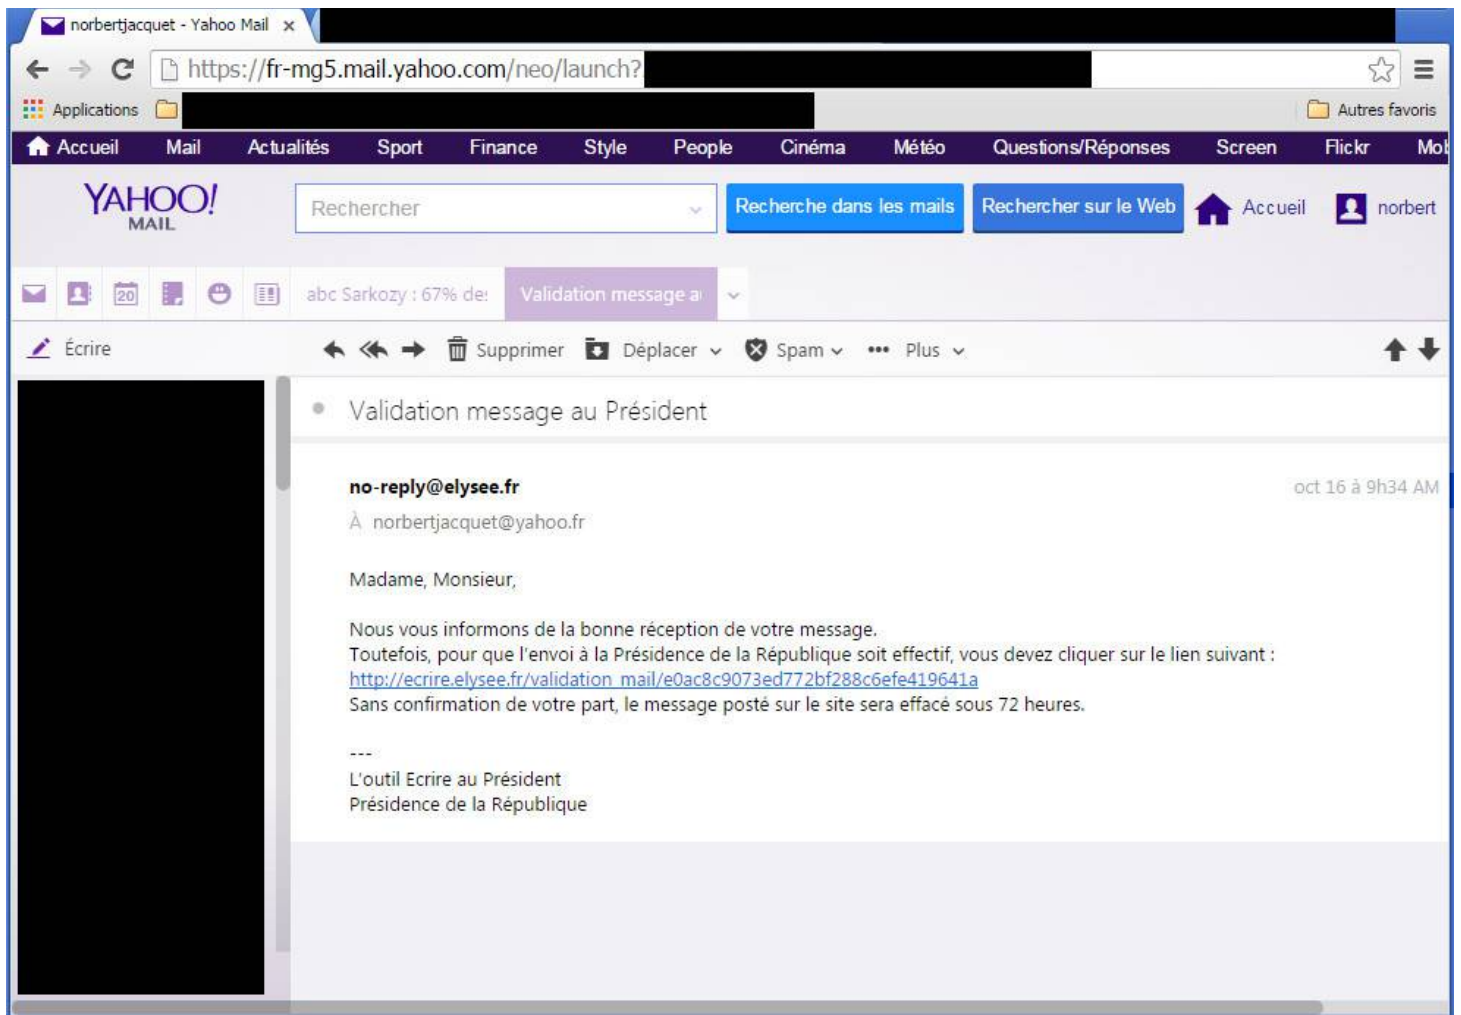 norbertjacquet - Yahoo Mail
https://fr-mg5.mail.yahoo.com/neo/launch?
Applications
Autres favoris
Accueil Mail Actualités Sport Finance Style People Cinéma Météo Questions/Réponses Screen Flickr Mob
YAHOO! MAIL
Rechercher
Recherche dans les mails
Rechercher sur le Web
Accueil
norbert
20
abc Sarkozy : 67% des
Validation message au
Écrire
Supprimer Déplacer Spam Plus
Validation message au Président
no-reply@elysee.fr
oct 16 à 9h34 AM
À norbertjacquet@yahoo.fr
Madame, Monsieur,
Nous vous informons de la bonne réception de votre message.
Toutefois, pour que l'envoi à la Présidence de la République soit effectif, vous devez cliquer sur le lien suivant :
http://ecrire.elysee.fr/validation_mail/e0ac8c9073ed772bf288c6efe419641a
Sans confirmation de votre part, le message posté sur le site sera effacé sous 72 heures.
---
L'outil Ecrire au Président
Présidence de la République